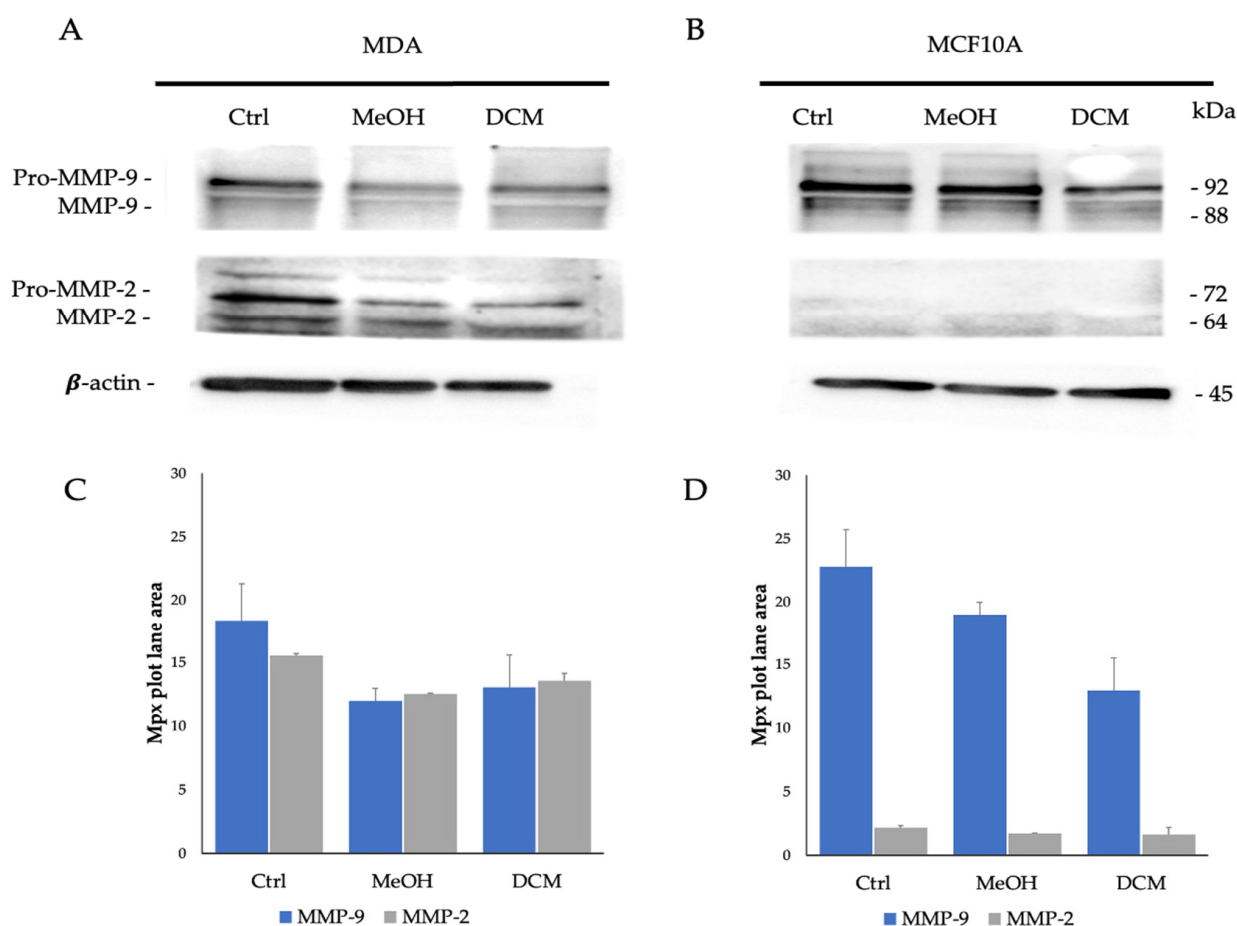 A
MDA
Ctrl MeOH DCM
Pro-MMP-9 -
MMP-9 -
Pro-MMP-2 -
MMP-2 -
β-actin -
B
MCF10A
Ctrl MeOH DCM kDa
- 92
- 88
- 72
- 64
- 45
C
Mpx plot lane area
30
25
20
15
10
5
0
Ctrl MeOH DCM
MMP-9 MMP-2
D
Mpx plot lane area
30
25
20
15
10
5
0
Ctrl MeOH DCM
MMP-9 MMP-2